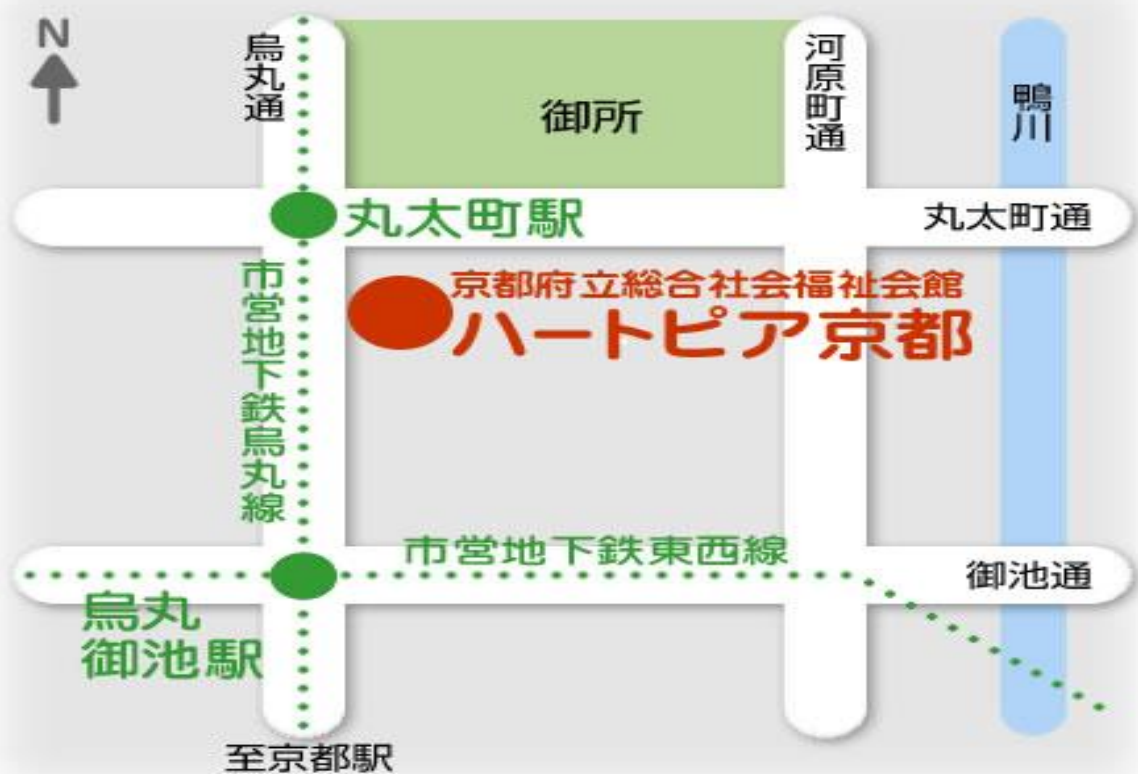 N
烏丸通
御所
河原町通
鴨川
丸太町駅
丸太町通
市営地下鉄烏丸線
京都府立総合社会福祉会館
ハートピア京都
市営地下鉄東西線
御池通
烏丸
御池駅
至京都駅